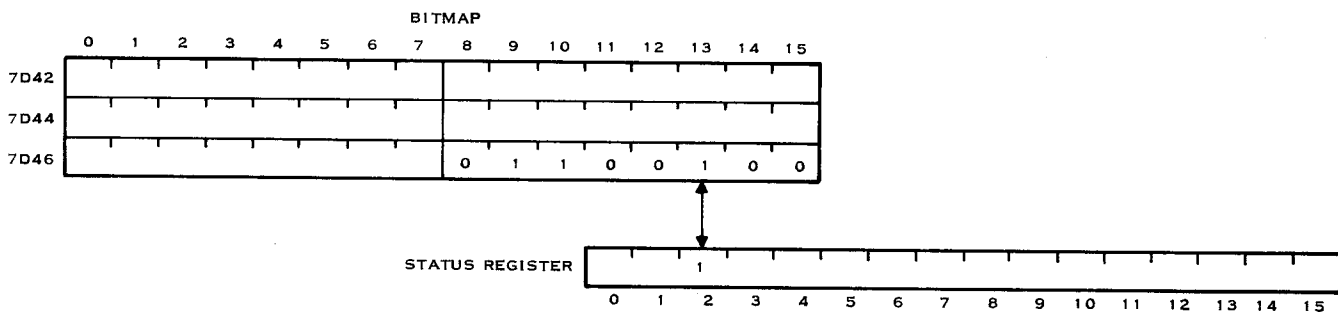 BITMAP
0 1 2 3 4 5 6 7 8 9 10 11 12 13 14 15
7D42
7D44
7D46 0 1 1 0 0 1 0 0
STATUS REGISTER 1
0 1 2 3 4 5 6 7 8 9 10 11 12 13 14 15